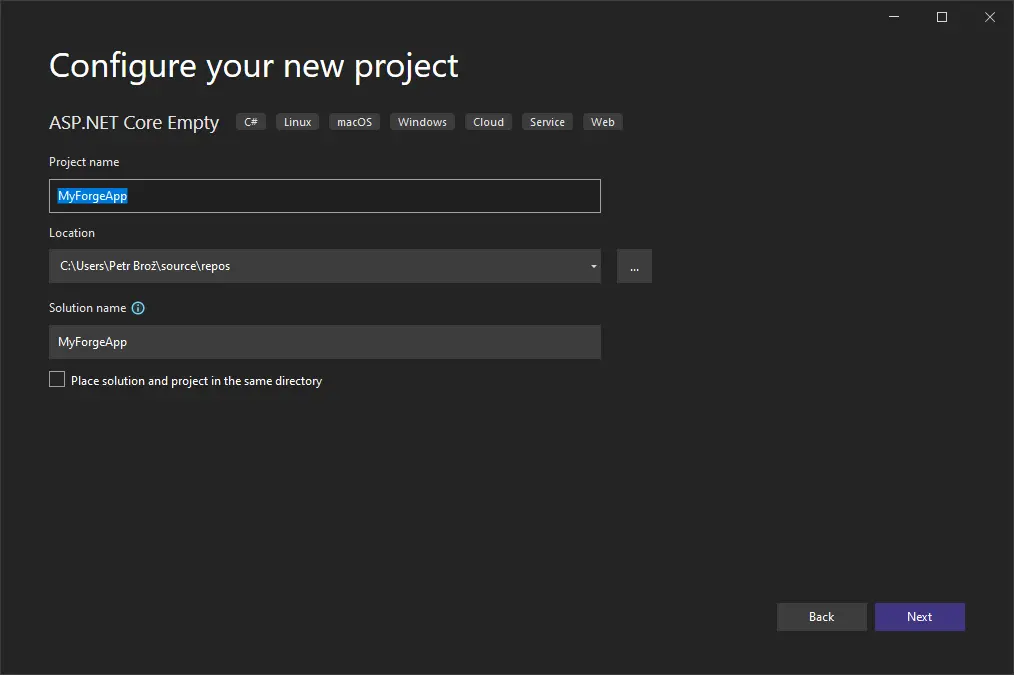 Configure your new project
ASP.NET Core Empty C# Linux macOS Windows Cloud Service Web
Project name
MyForgeApp
Location
C:\Users\Petr Brož\source\repos
...
Solution name
MyForgeApp
Place solution and project in the same directory
Back Next